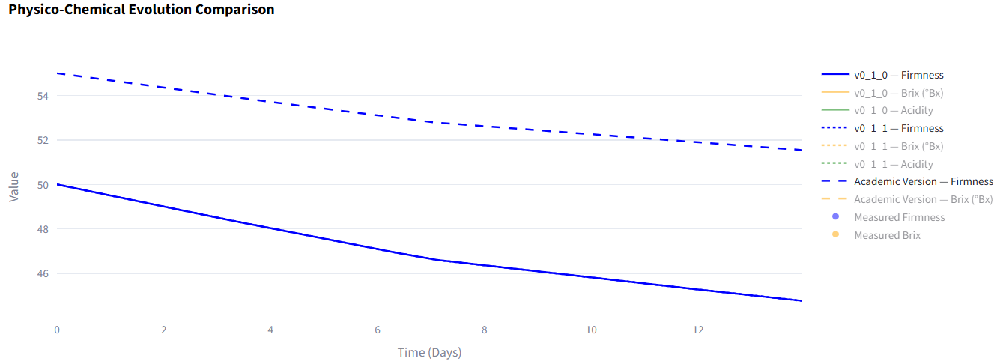 Physico-Chemical Evolution Comparison
54
52
50
48
46
Value
0 2 4 6 8 10 12
Time (Days)
v0_1_0 — Firmness
v0_1_0 — Brix (°Bx)
v0_1_0 — Acidity
v0_1_1 — Firmness
v0_1_1 — Brix (°Bx)
v0_1_1 — Acidity
Academic Version — Firmness
Academic Version — Brix (°Bx)
Measured Firmness
Measured Brix